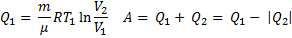 Q₁ = m/μ RT₁ ln V₂/V₁   A = Q₁ + Q₂ = Q₁ − |Q₂|